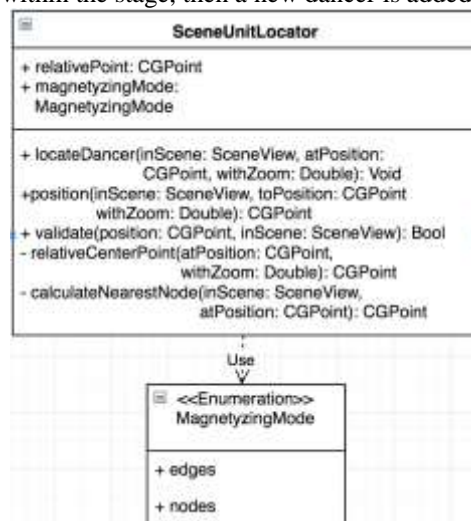 within the stage, then a new dancer is added
SceneUnitLocator
+ relativePoint: CGPoint
+ magnetyzingMode:
MagnetyzingMode
+ locateDancer(inScene: SceneView, atPosition:
CGPoint, withZoom: Double): Void
+position(inScene: SceneView, toPosition: CGPoint
withZoom: Double): CGPoint
+ validate(position: CGPoint, inScene: SceneView): Bool
- relativeCenterPoint(atPosition: CGPoint,
withZoom: Double): CGPoint
- calculateNearestNode(inScene: SceneView,
atPosition: CGPoint): CGPoint
Use
<<Enumeration>>
MagnetyzingMode
+ edges
+ nodes